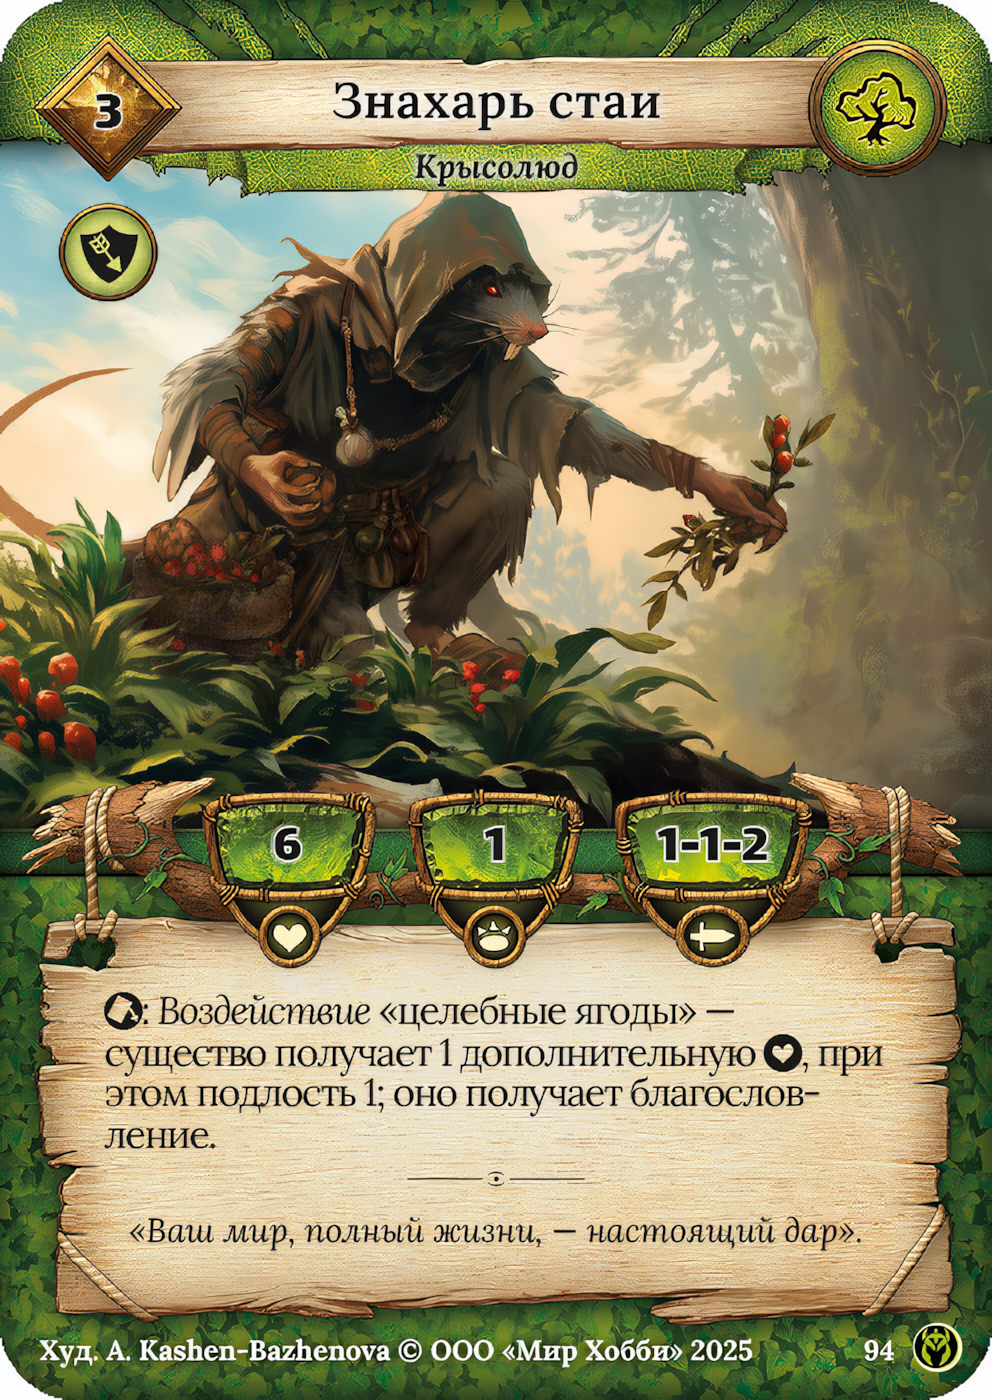 3
Знахарь стаи
Крысолюд
6
1
1-1-2
: Воздействие «целебные ягоды» —
существо получает 1 дополнительную , при
этом подлость 1; оно получает благослов-
ление.
«Ваш мир, полный жизни, — настоящий дар».
Худ. А. Kashen-Bazhenova © ООО «Мир Хобби» 2025
94